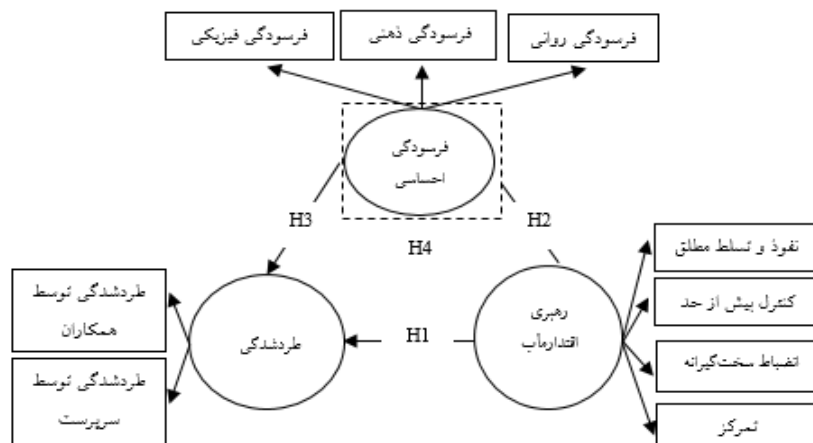 فرسودگی روانی
فرسودگی ذهنی
فرسودگی فیزیکی
فرسودگی
احساسی
H3
H2
H4
نفوذ و تسلط مطلق
کنترل بیش از حد
انضباط سخت‌گیرانه
تمرکز
رهبری
اقتدارمآب
H1
طردشدگی
طردشدگی توسط
همکاران
طردشدگی توسط
سرپرست